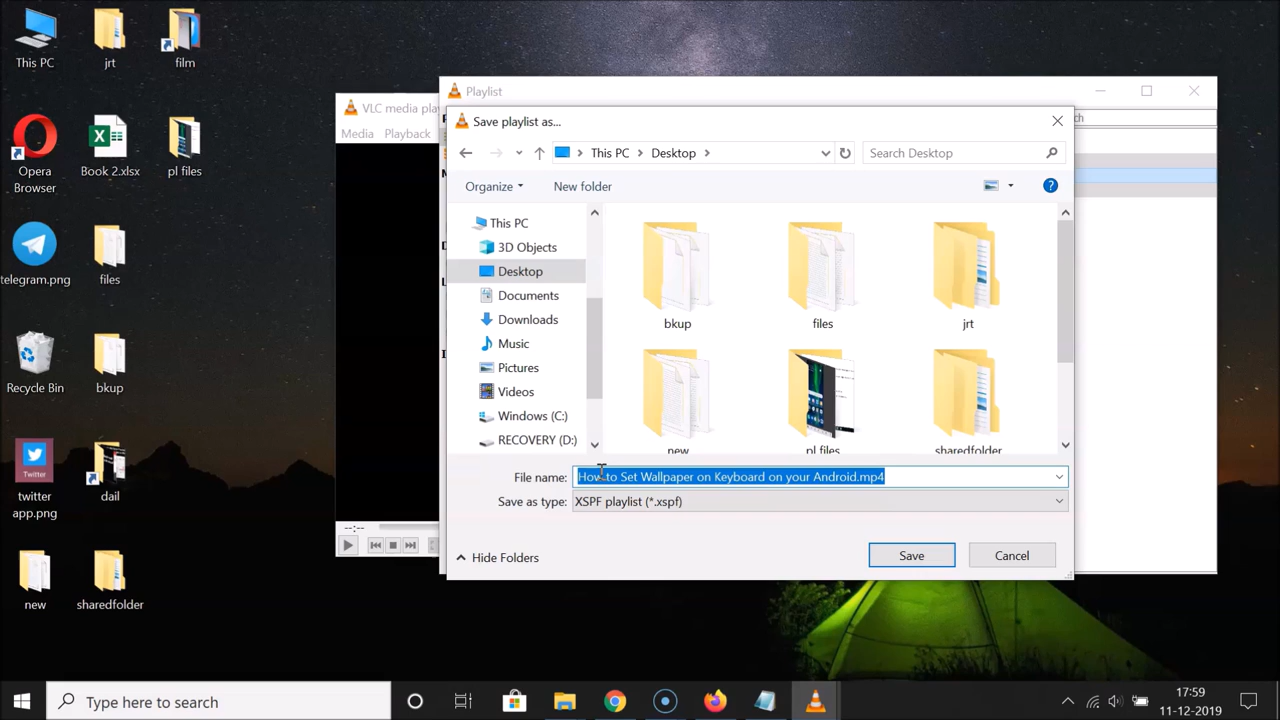 This PC
jrt
film
Opera
Browser
Book 2.xlsx
pl files
telegram.png
files
Recycle Bin
bkup
Twitter
twitter
app.png
dail
new
sharedfolder
VLC media pla
Media
Playback
--:--
Playlist
ch
Save playlist as...
This PC
Desktop
Search Desktop
Organize
New folder
This PC
3D Objects
Desktop
Documents
Downloads
Music
Pictures
Videos
Windows (C:)
RECOVERY (D:)
bkup
files
jrt
new
pl files
sharedfolder
File name:
How to Set Wallpaper on Keyboard on your Android.mp4
Save as type:
XSPF playlist (*.xspf)
Hide Folders
Save
Cancel
Type here to search
17:59
11-12-2019